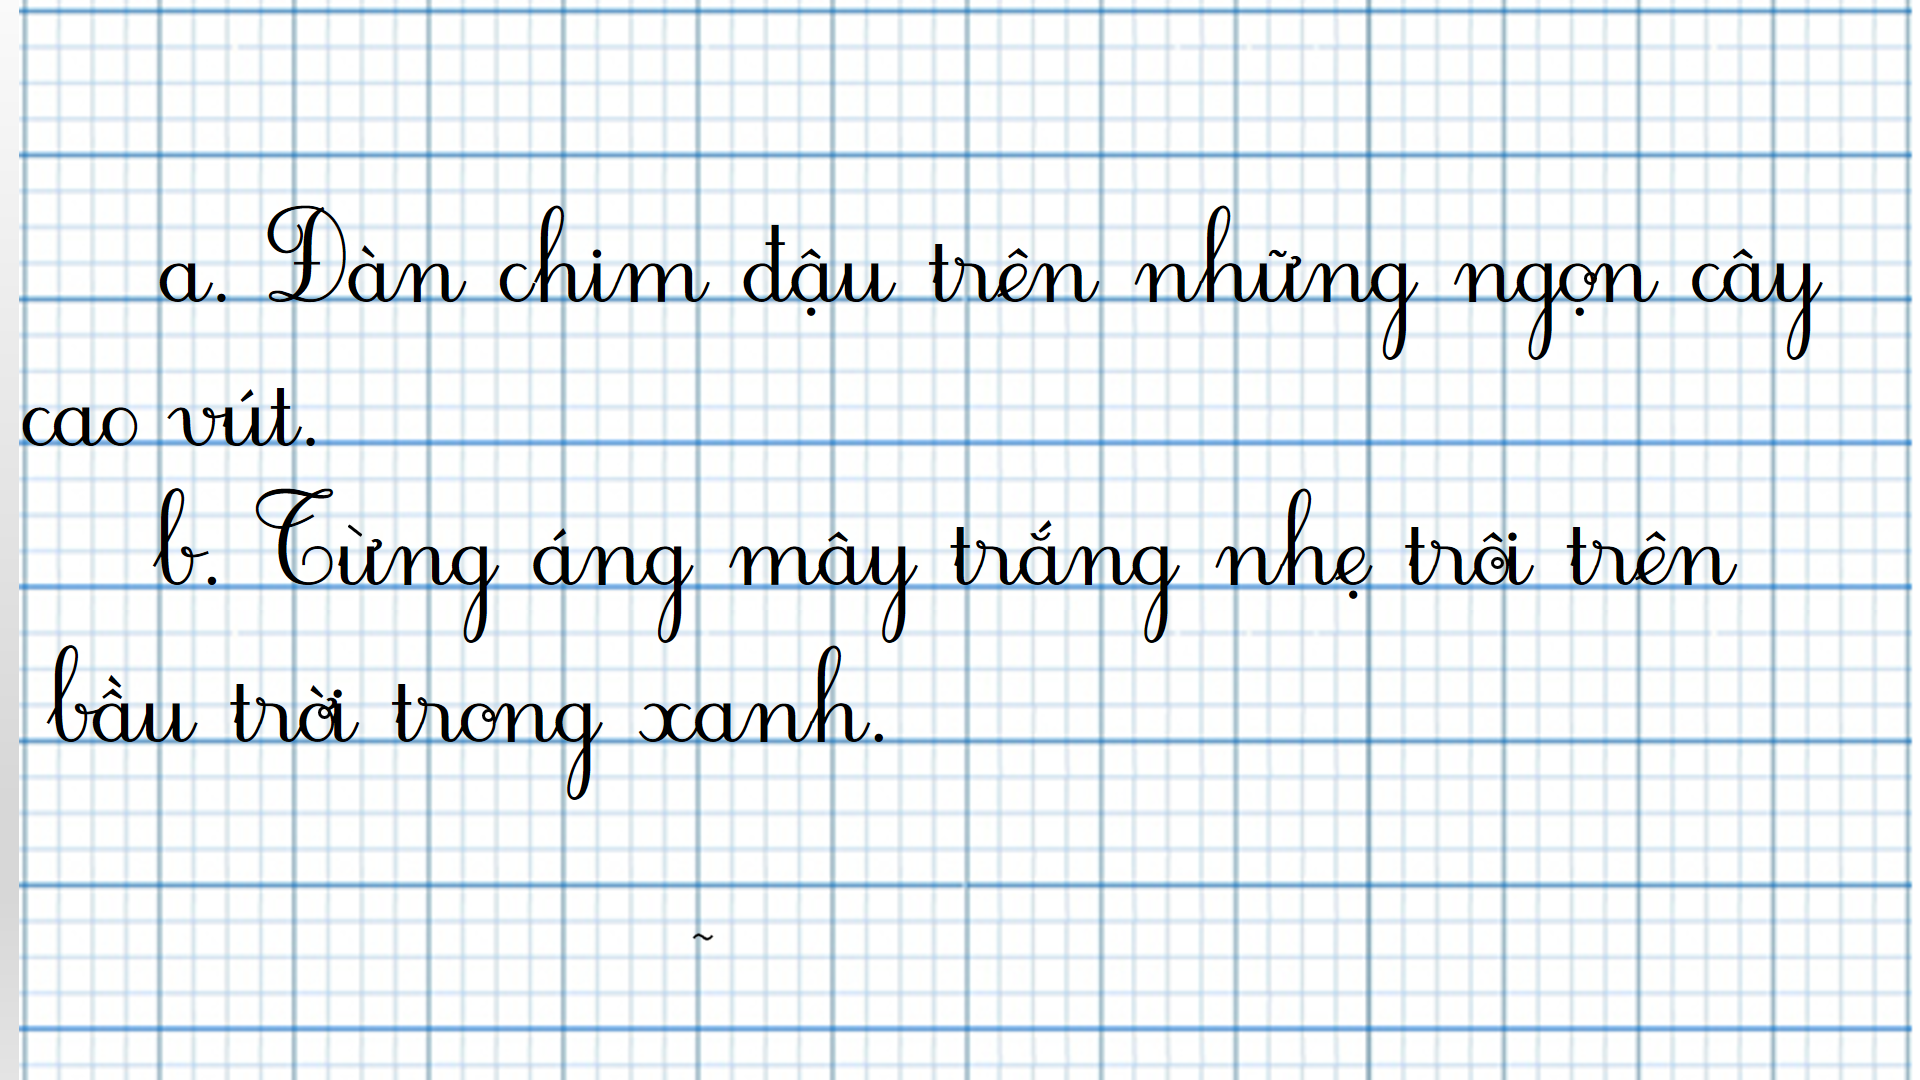 a. Đàn chim đậu trên những ngọn cây
cao vút.
b. Từng áng mây trắng nhẹ trôi trên
bầu trời trong xanh.
~